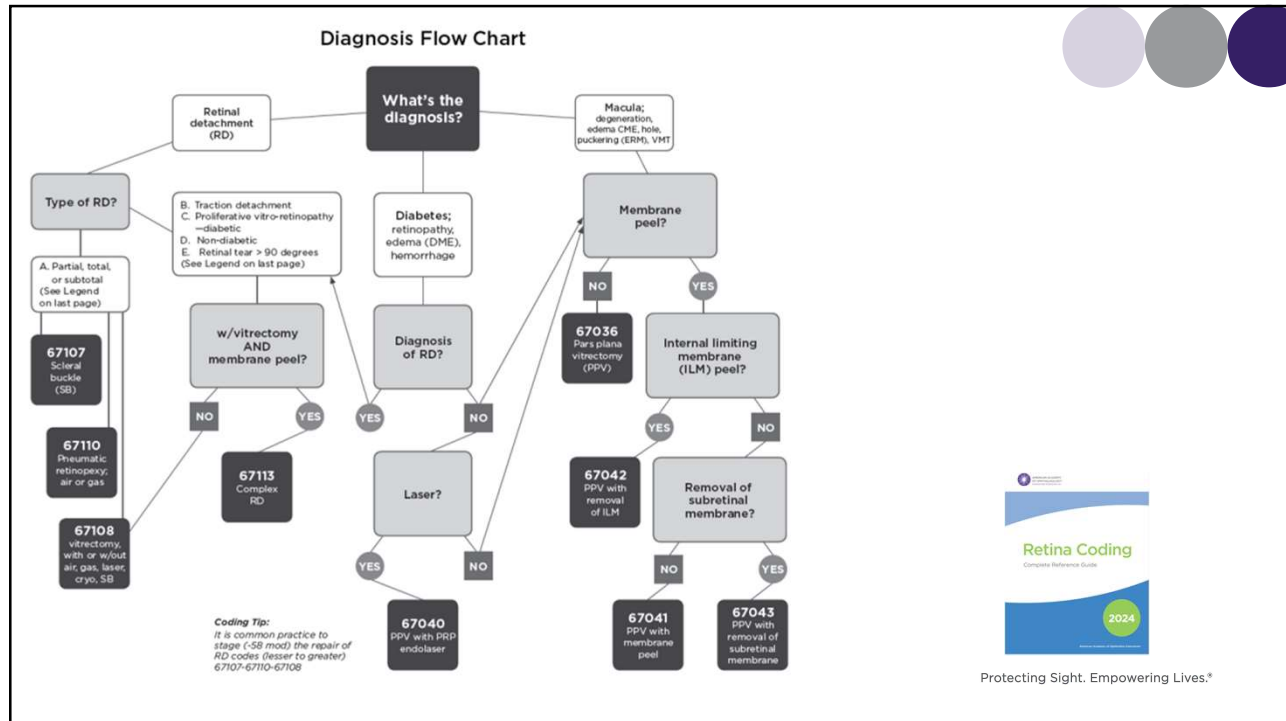 Diagnosis Flow Chart
What's the
diagnosis?
Retinal
detachment
(RD)
Macula;
degeneration,
edema CME, hole,
puckering (ERM), VMT
Type of RD?
B. Traction detachment
C. Proliferative vitro-retinopathy
—diabetic
D. Non-diabetic
E. Retinal tear > 90 degrees
(See Legend on last page)
Diabetes;
retinopathy,
edema (DME),
hemorrhage
Membrane
peel?
A. Partial, total,
or subtotal
(See Legend
on last page)
NO
YES
67107
Scleral
buckle
(SB)
w/vitrectomy
AND
membrane peel?
Diagnosis
of RD?
67036
Pars plana
vitrectomy
(PPV)
Internal limiting
membrane
(ILM) peel?
NO
YES
YES
NO
YES
NO
67110
Pneumatic
retinopexy;
air or gas
67113
Complex
RD
Laser?
67042
PPV with
removal
of ILM
Removal of
subretinal
membrane?
67108
vitrectomy,
with or w/out
air, gas, laser,
cryo, SB
YES
NO
NO
YES
67040
PPV with PRP
endolaser
67041
PPV with
membrane
peel
67043
PPV with
removal of
subretinal
membrane
Coding Tip:
It is common practice to
stage (-58 mod) the repair of
RD codes (lesser to greater)
67107-67110-67108
Retina Coding
Complete Reference Guide
2024
Protecting Sight. Empowering Lives.®